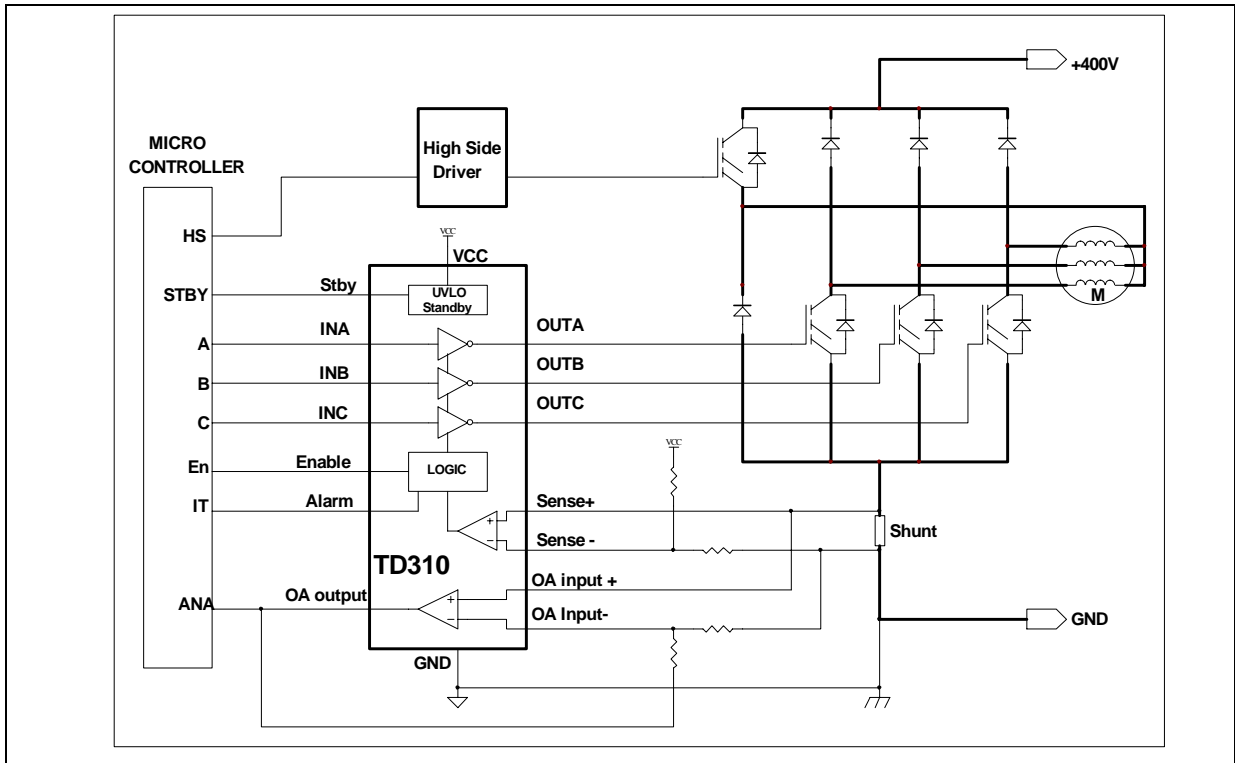 +400V
MICRO
CONTROLLER
High Side
Driver
HS
VCC
VCC
STBY
Stby
UVLO
Standby
M
A
INA
OUTA
B
INB
OUTB
C
INC
OUTC
VCC
En
Enable
LOGIC
IT
Alarm
Sense+
+
−
Sense -
Shunt
TD310
ANA
OA output
OA input +
+
−
OA Input-
GND
GND